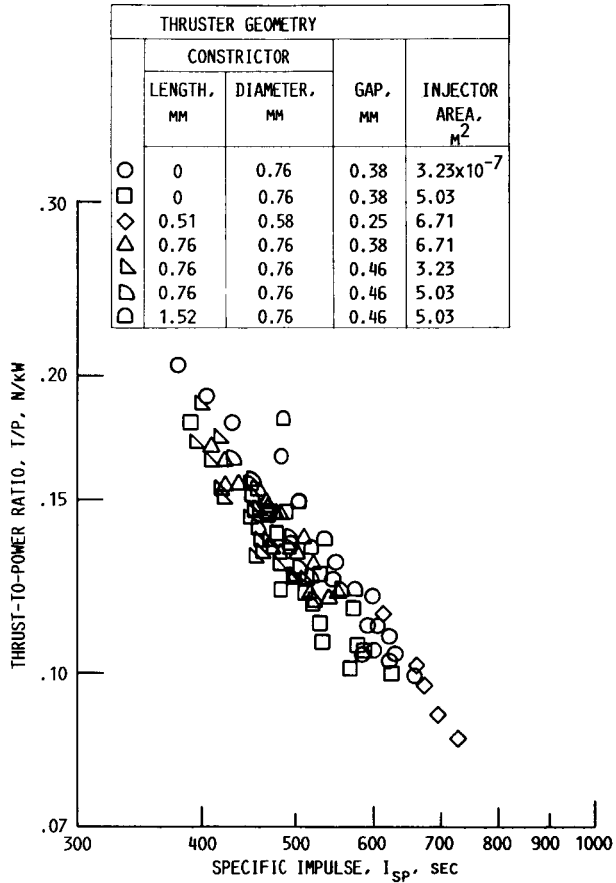 THRUSTER GEOMETRY
CONSTRICTOR
LENGTH, MM
DIAMETER, MM
GAP, MM
INJECTOR AREA, M2
0 0.76 0.38 3.23x10-7
0 0.76 0.38 5.03
0.51 0.58 0.25 6.71
0.76 0.76 0.38 6.71
0.76 0.76 0.46 3.23
0.76 0.76 0.46 5.03
1.52 0.76 0.46 5.03
THRUST-TO-POWER RATIO, T/P, N/KW
.30
.20
.15
.10
.07
300 400 500 600 700 800 900 1000
SPECIFIC IMPULSE, ISP, SEC